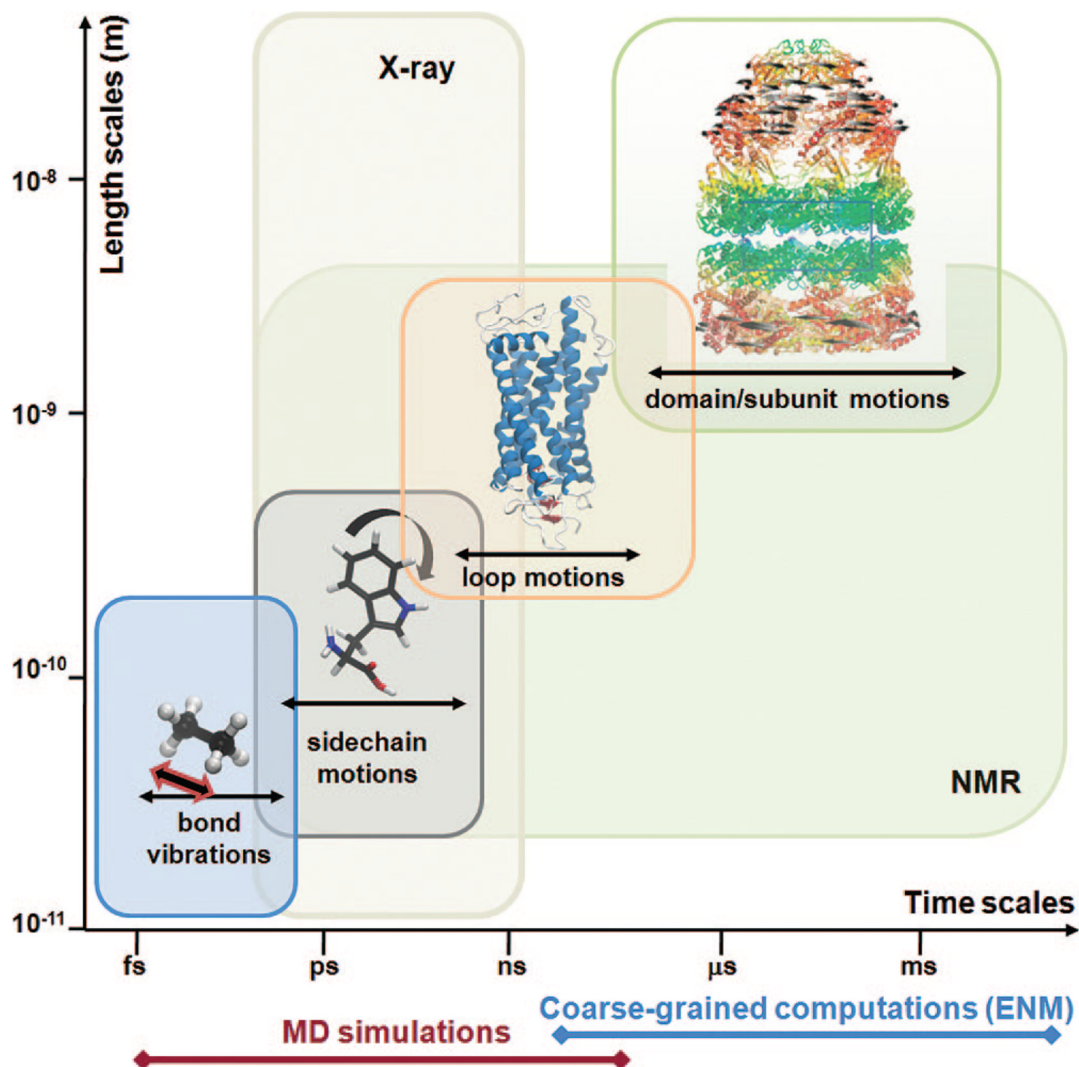 Length scales (m)
X-ray
10-8
domain/subunit motions
10-9
loop motions
10-10
sidechain
motions
NMR
bond
vibrations
10-11
Time scales
fs
ps
ns
μs
ms
Coarse-grained computations (ENM)
MD simulations